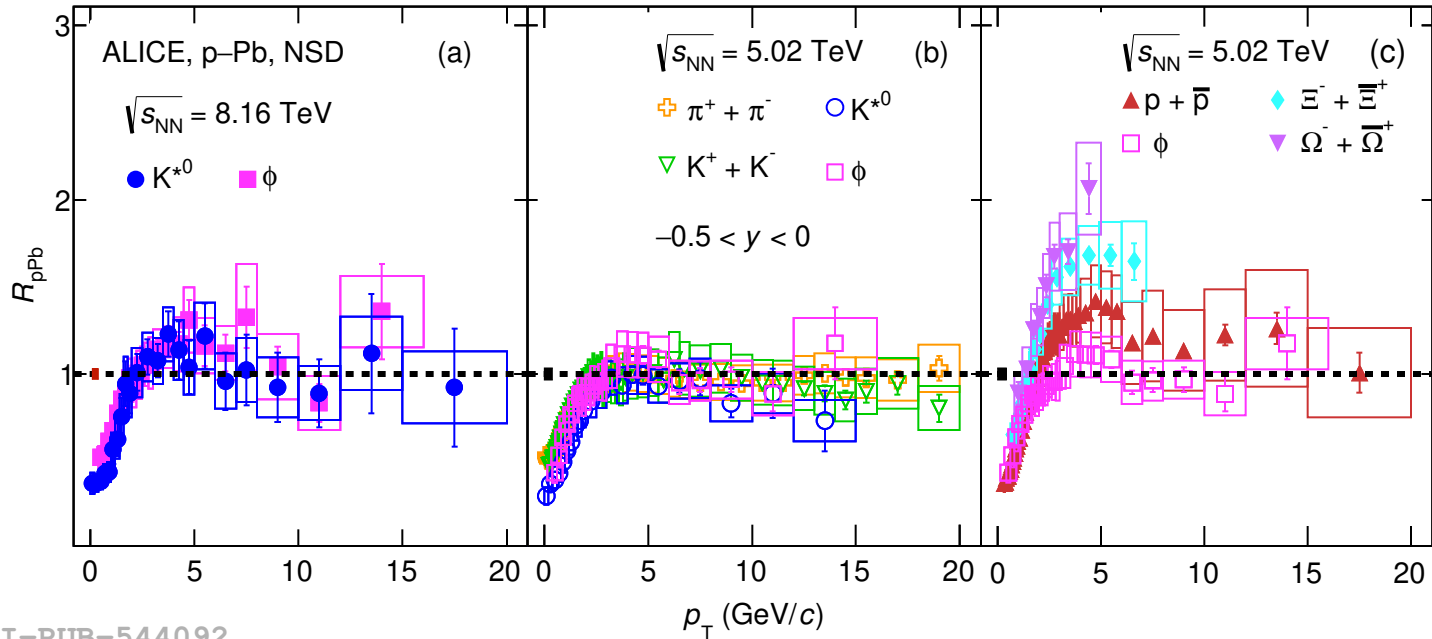 ALICE, p–Pb, NSD (a)
√s_NN = 8.16 TeV
K*0 ϕ
√s_NN = 5.02 TeV (b)
π+ + π- K*0
K+ + K- ϕ
–0.5 < y < 0
√s_NN = 5.02 TeV (c)
p + p̅ Ξ- + Ξ̅+
ϕ Ω- + Ω̅+
3
2
1
R_pPb
0 5 10 15 20
0 5 10 15 20
0 5 10 15 20
p_T (GeV/c)
I-PUB-544092